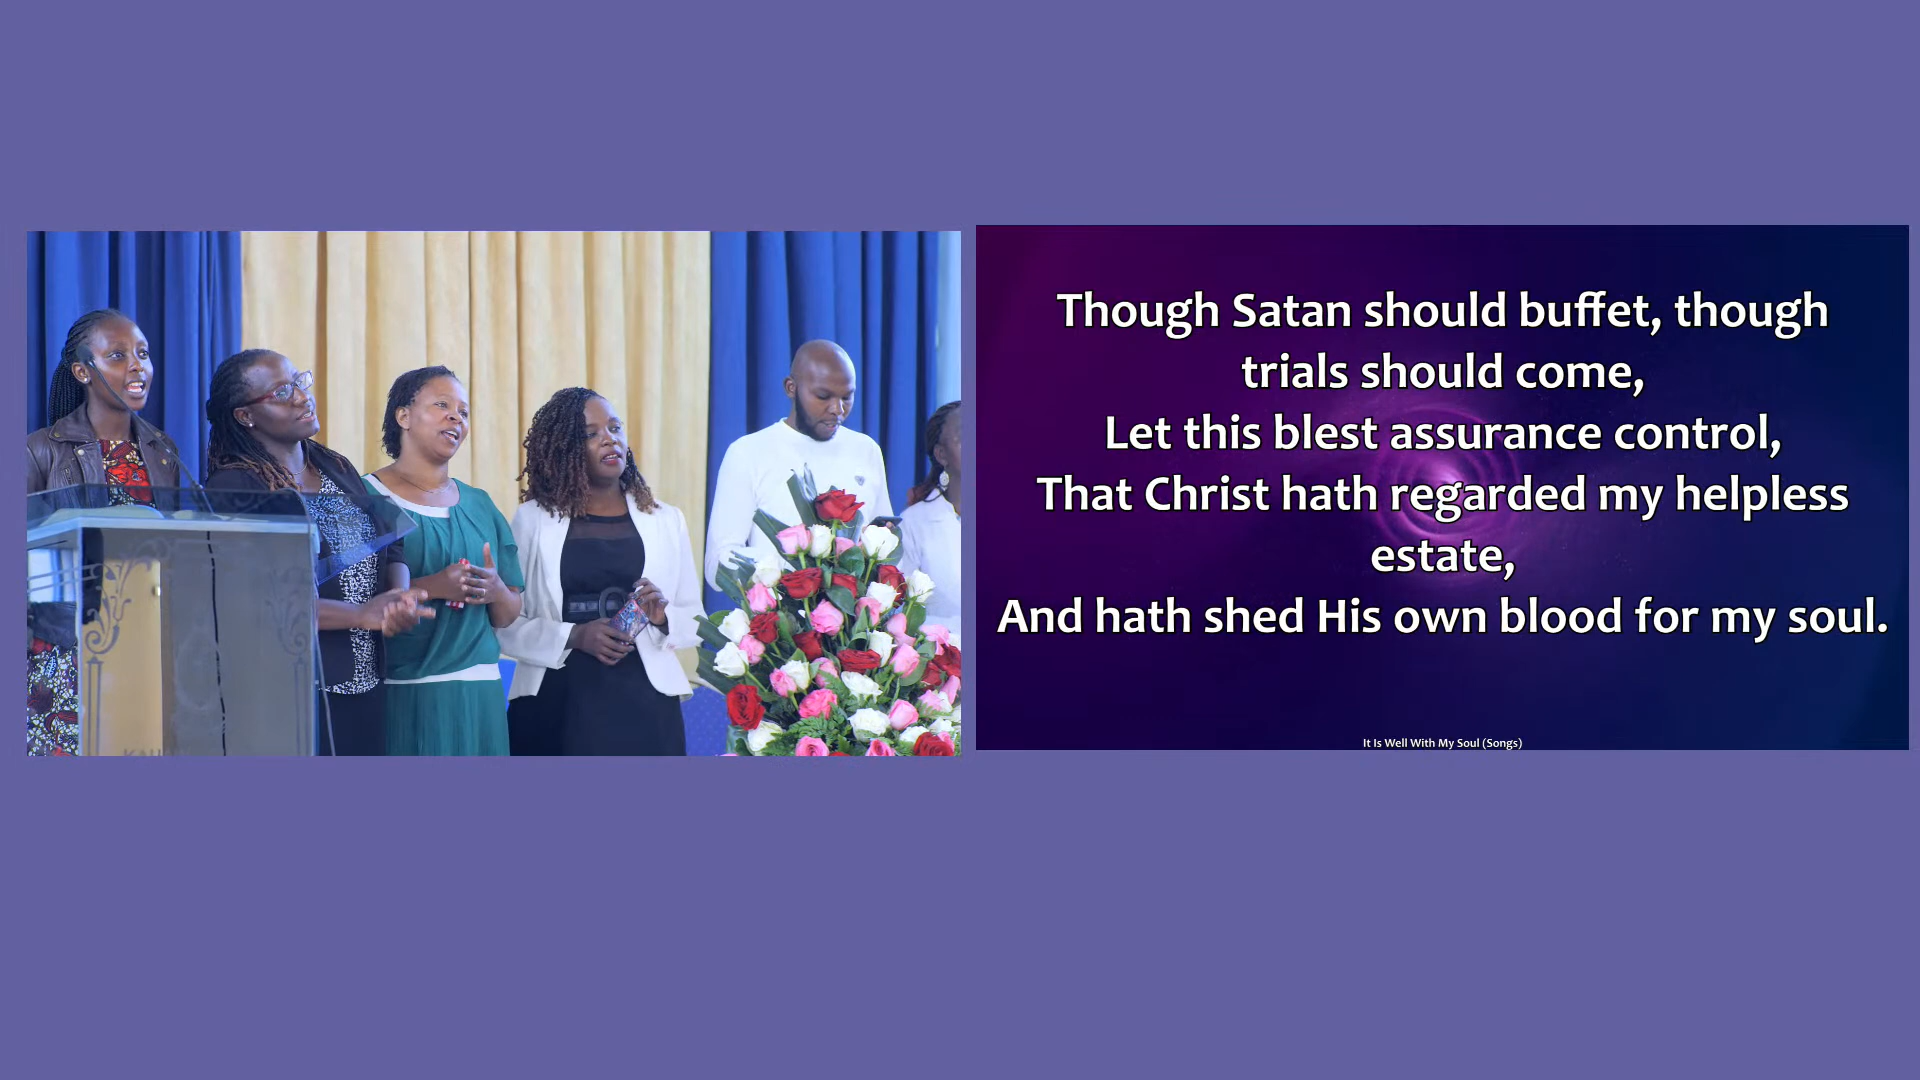 Though Satan should buffet, though
trials should come,
Let this blest assurance control,
That Christ hath regarded my helpless
estate,
And hath shed His own blood for my soul.
It Is Well With My Soul (Songs)